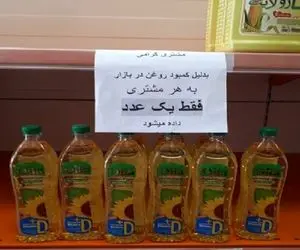 مشتری گرامی
بدلیل کمبود روغن در بازار
به هر مشتری
فقط یک عدد
داده میشود
D
D
D
D